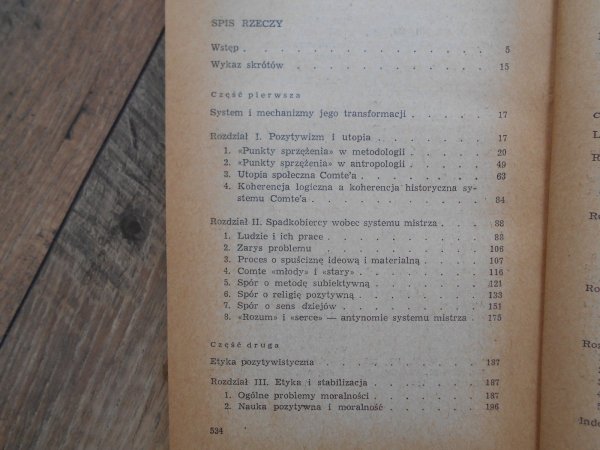 SPIS RZECZY
Wstęp . . . . . . . . . . . . . . 5
Wykaz skrótów . . . . . . . . . . . 15
Część pierwsza
System i mechanizmy jego transformacji . . . . . 17
Rozdział I. Pozytywizm i utopia . . . . . . . 17
1. «Punkty sprzężenia» w metodologii . . . . . 20
2. «Punkty sprzężenia» w antropologii . . . . . 49
3. Utopia społeczna Comte'a . . . . . . . 63
4. Koherencja logiczna a koherencja historyczna sy-
stemu Comte'a . . . . . . . . . . 84
Rozdział II. Spadkobiercy wobec systemu mistrza . . 88
1. Ludzie i ich prace . . . . . . . . . 88
2. Zarys problemu . . . . . . . . . . 106
3. Proces o spuściznę ideową i materialną . . . . 107
4. Comte «młody» i «stary» . . . . . . . 116
5. Spór o metodę subiektywną . . . . . . 121
6. Spór o religię pozytywną . . . . . . . 133
7. Spór o sens dziejów . . . . . . . . 151
8. «Rozum» i «serce» — antynomie systemu mistrza . 175
Część druga
Etyka pozytywistyczna . . . . . . . . . 187
Rozdział III. Etyka i stabilizacja . . . . . . . 187
1. Ogólne problemy moralności . . . . . . 187
2. Nauka pozytywna i moralność . . . . . . 196
534